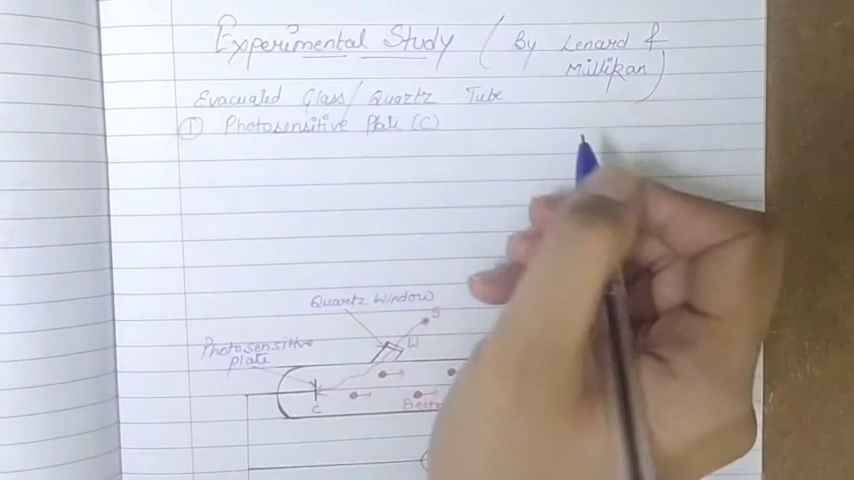 Experimental Study (By Lenard &
Millikan)
Evacuated Glass/Quartz Tube
① Photosensitive Plate (C)
Quartz Window
S
W
Photosensitive
plate
C